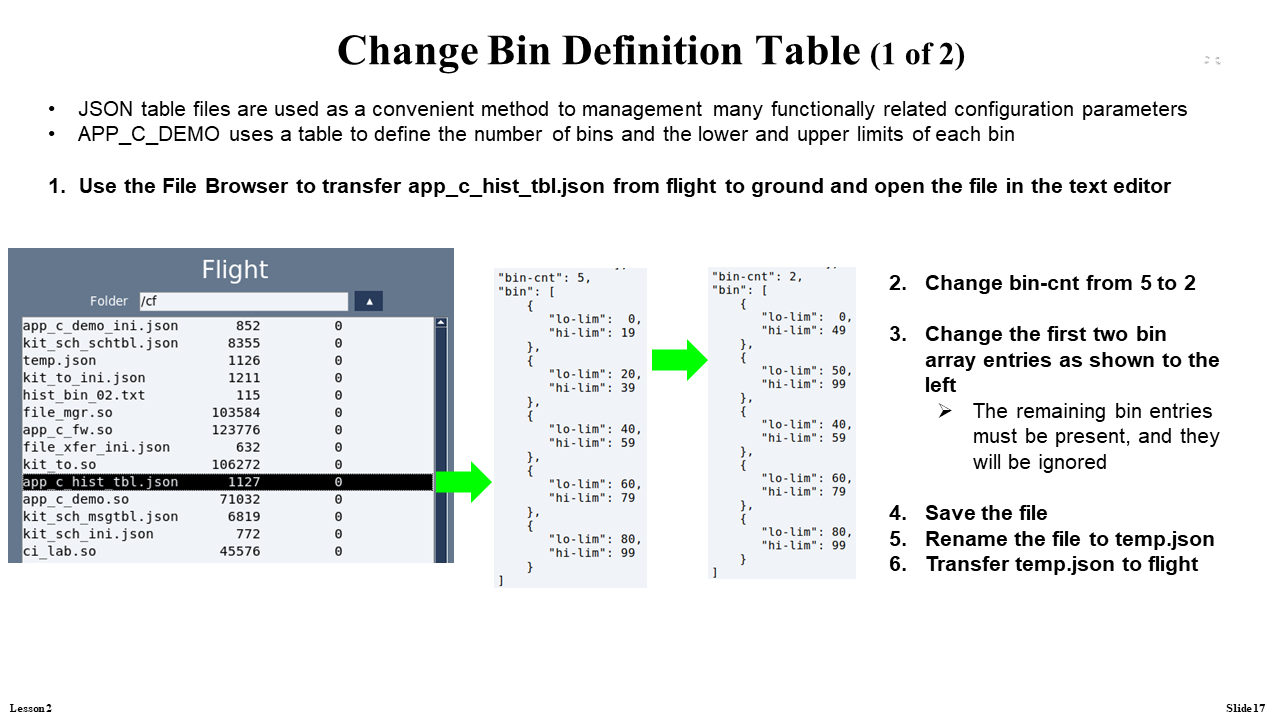 Change Bin Definition Table (1 of 2)
• JSON table files are used as a convenient method to management many functionally related configuration parameters
• APP_C_DEMO uses a table to define the number of bins and the lower and upper limits of each bin
1. Use the File Browser to transfer app_c_hist_tbl.json from flight to ground and open the file in the text editor
Flight
Folder /cf ▲
app_c_demo_ini.json 852 0
kit_sch_schtbl.json 8355 0
temp.json 1126 0
kit_to_ini.json 1211 0
hist_bin_02.txt 115 0
file_mgr.so 103584 0
app_c_fw.so 123776 0
file_xfer_ini.json 632 0
kit_to.so 106272 0
app_c_hist_tbl.json 1127 0
app_c_demo.so 71032 0
kit_sch_msgtbl.json 6819 0
kit_sch_ini.json 772 0
ci_lab.so 45576 0
"bin-cnt": 5,
"bin": [
{
"lo-lim": 0,
"hi-lim": 19
},
{
"lo-lim": 20,
"hi-lim": 39
},
{
"lo-lim": 40,
"hi-lim": 59
},
{
"lo-lim": 60,
"hi-lim": 79
},
{
"lo-lim": 80,
"hi-lim": 99
}
]
"bin-cnt": 2,
"bin": [
{
"lo-lim": 0,
"hi-lim": 49
},
{
"lo-lim": 50,
"hi-lim": 99
},
{
"lo-lim": 40,
"hi-lim": 59
},
{
"lo-lim": 60,
"hi-lim": 79
},
{
"lo-lim": 80,
"hi-lim": 99
}
]
2. Change bin-cnt from 5 to 2
3. Change the first two bin
array entries as shown to the
left
➢ The remaining bin entries
must be present, and they
will be ignored
4. Save the file
5. Rename the file to temp.json
6. Transfer temp.json to flight
Lesson 2
Slide 17